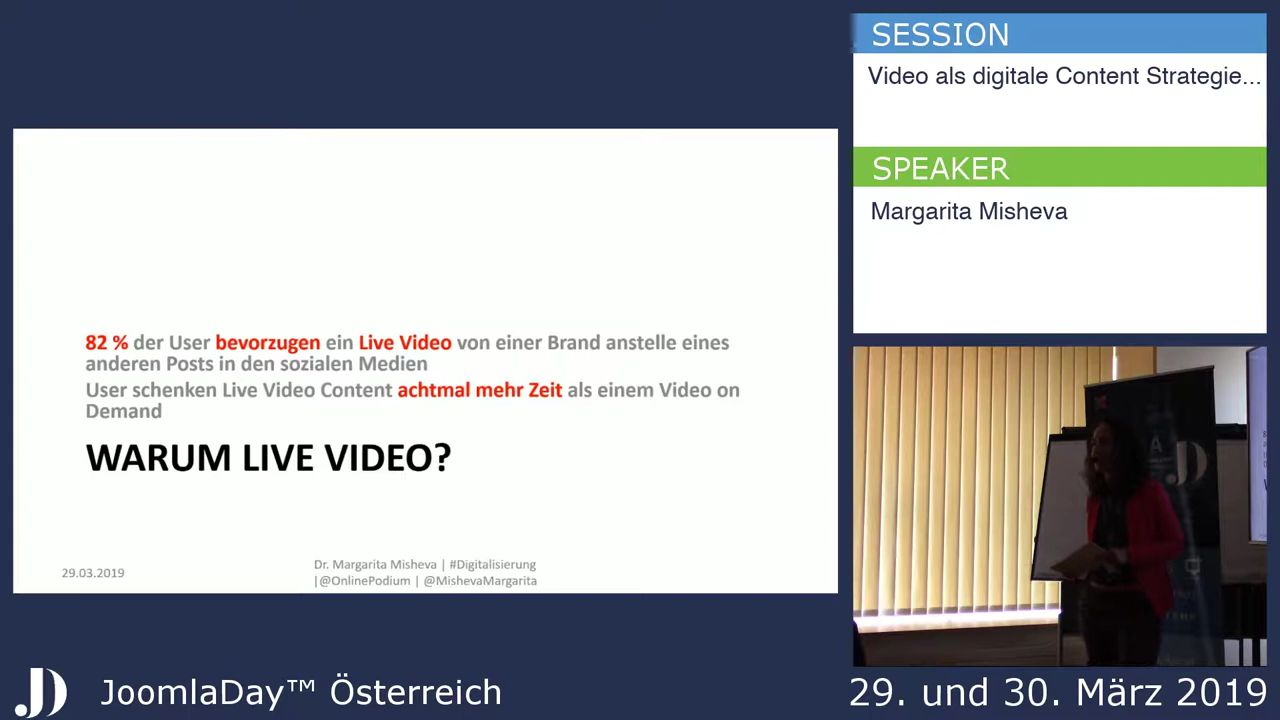 SESSION
Video als digitale Content Strategie...
SPEAKER
Margarita Misheva
82 % der User bevorzugen ein Live Video von einer Brand anstelle eines
anderen Posts in den sozialen Medien
User schenken Live Video Content achtmal mehr Zeit als einem Video on
Demand
WARUM LIVE VIDEO?
29.03.2019
Dr. Margarita Misheva | #Digitalisierung
|@OnlinePodium | @MishevaMargarita
JD JoomlaDay™ Österreich
29. und 30. März 2019